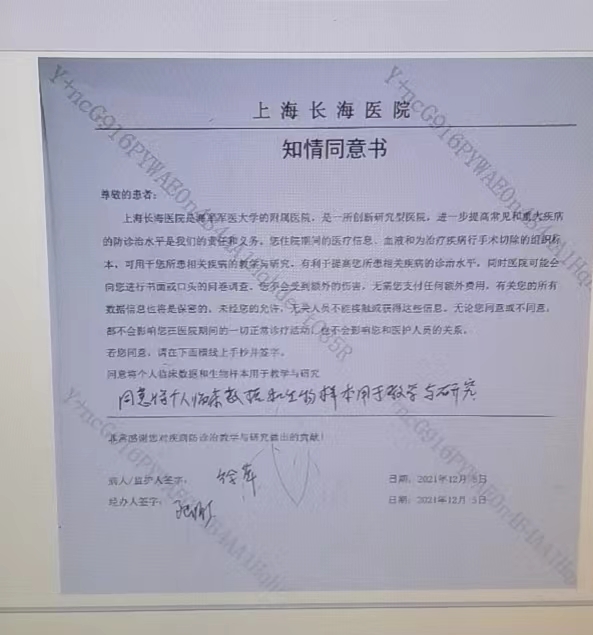 上海长海医院
知情同意书
尊敬的患者：
上海长海医院是海军军医大学的附属医院，是一所创新研究型医院，进一步提高常见和重大疾病
的防诊治水平是我们的责任和义务。您住院期间的医疗信息、血液和为治疗疾病行手术切除的组织标
本，可用于您所患相关疾病的教学与研究，有利于提高您所患相关疾病的诊治水平，同时医院可能会
向您进行书面或口头的问卷调查，您不会受到额外的伤害，无需您支付任何额外费用，有关您的所有
数据信息也将是保密的，未经您的允许，无关人员不能接触或获得这些信息，无论您同意或不同意，
都不会影响您在医院期间的一切正常诊疗活动，也不会影响您和医护人员的关系。
若您同意，请在下面横线上手抄并签字。
同意将个人临床数据和生物样本用于教学与研究
同意将个人临床数据和生物样本用于教学与研究
非常感谢您对疾病防诊治教学与研究做出的贡献！
病人/监护人签字： 日期：2021年12月 日
经办人签字： 日期：2021年12月 日